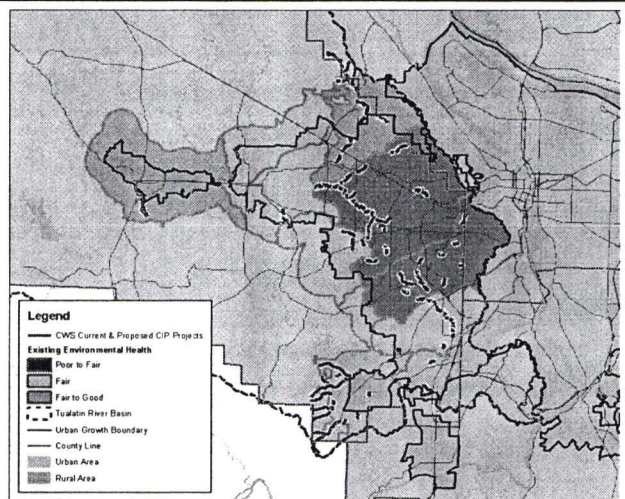 Legend
CWS Current & Proposed CIP Projects
Existing Environmental Health
Poor to Fair
Fair
Fair to Good
Tualatin River Basin
Urban Growth Boundary
County Line
Urban Area
Rural Area